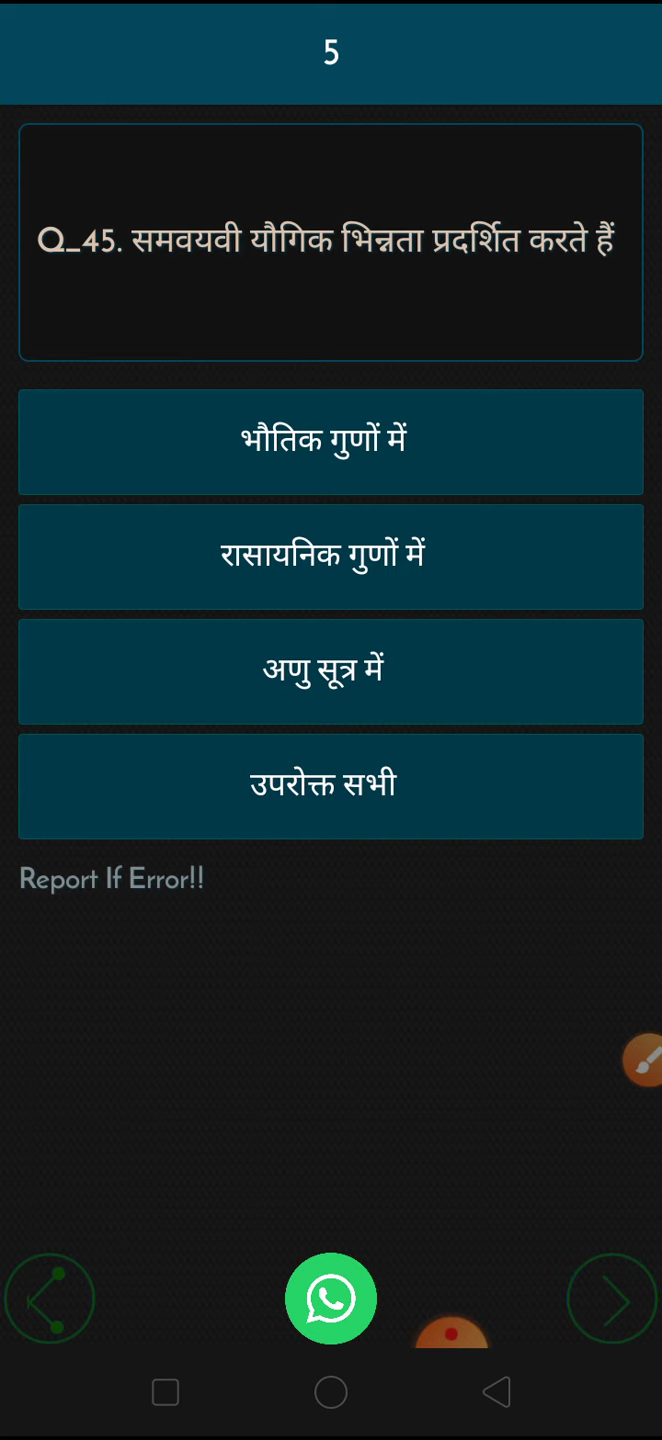 5
Q_45. समवयवी यौगिक भिन्नता प्रदर्शित करते हैं
भौतिक गुणों में
रासायनिक गुणों में
अणु सूत्र में
उपरोक्त सभी
Report If Error!!